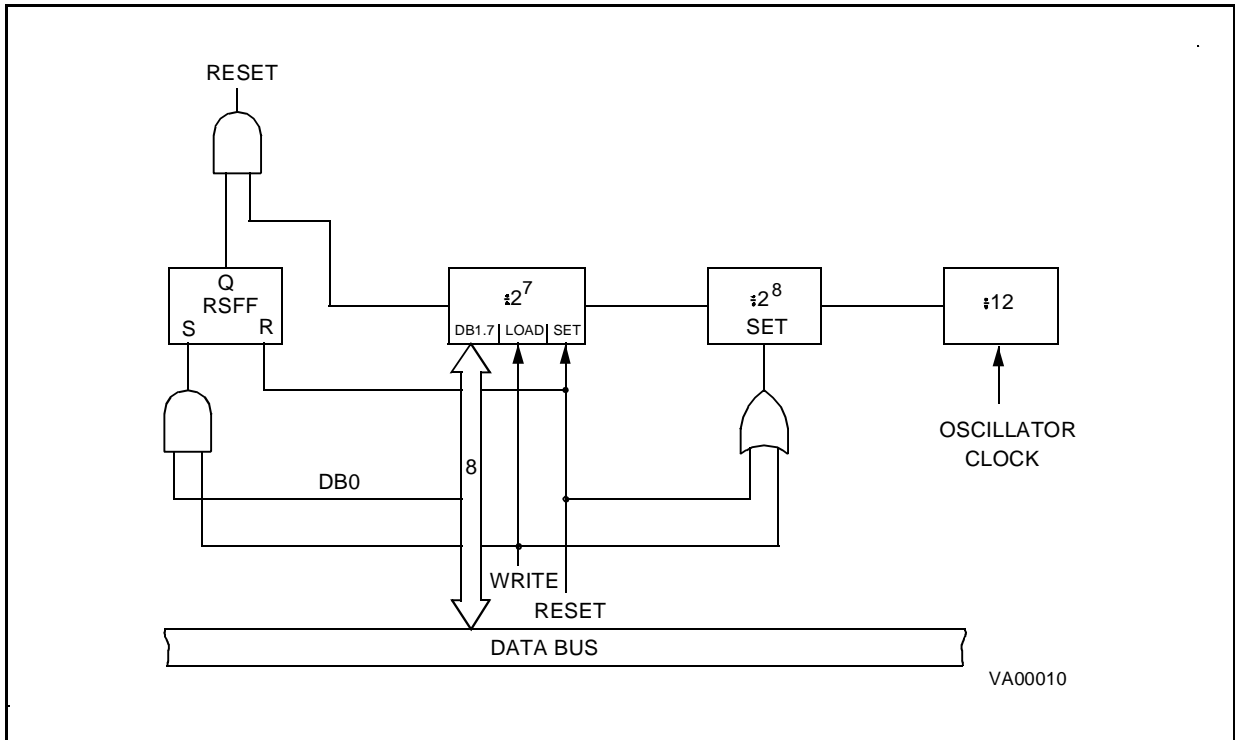 RESET
Q
RSFF
S R
÷2^7
DB1.7 LOAD SET
÷2^8
SET
÷12
OSCILLATOR
CLOCK
8
DB0
WRITE
RESET
DATA BUS
VA00010